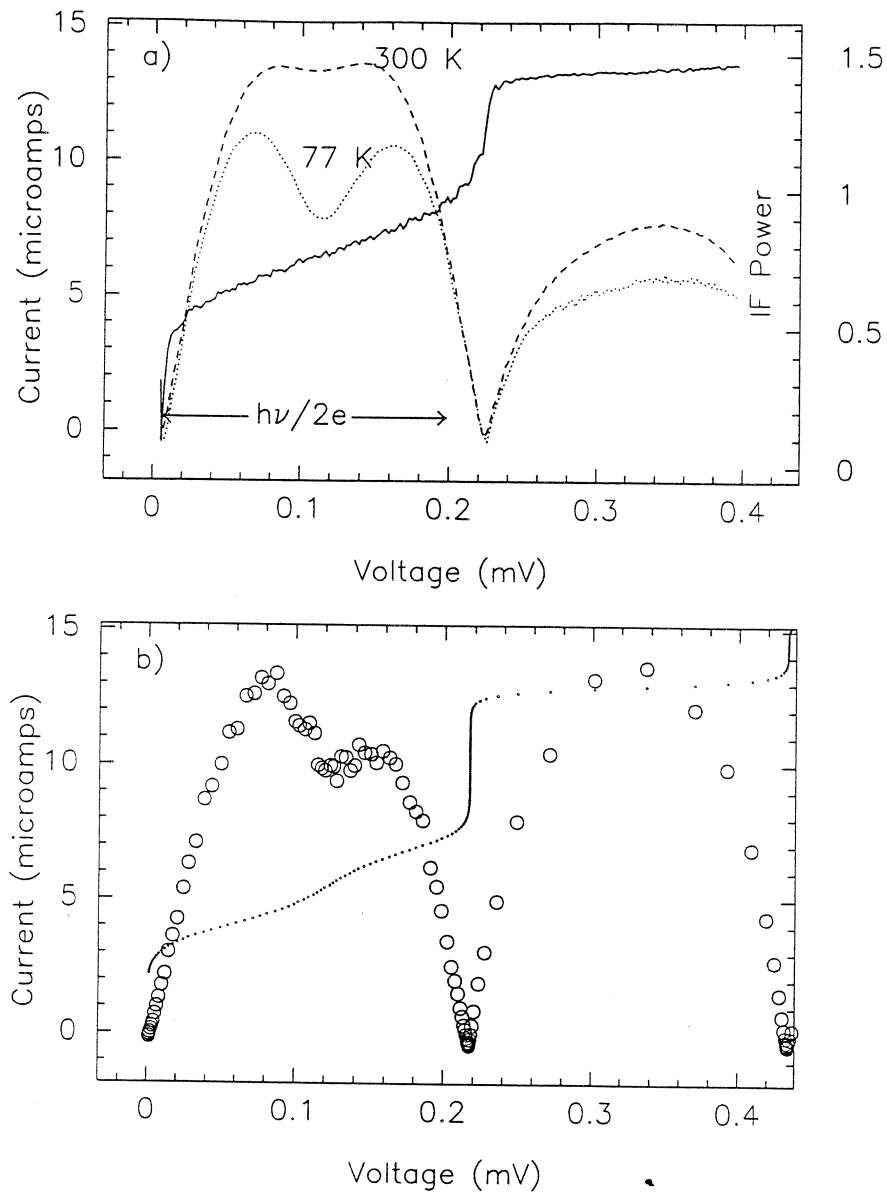 15
a)
300 K
1.5
10
77 K
1
Current (microamps)
IF Power
5
0.5
hν/2e
0
0
0
0.1
0.2
0.3
0.4
Voltage (mV)
15
b)
10
Current (microamps)
5
0
0
0.1
0.2
0.3
0.4
Voltage (mV)